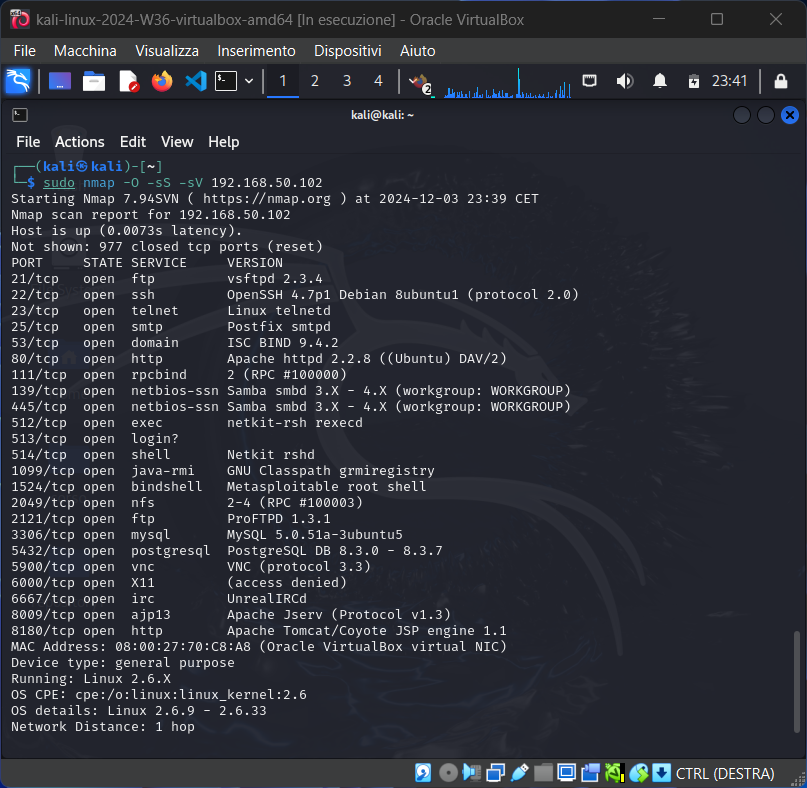 kali-linux-2024-W36-virtualbox-amd64 [In esecuzione] - Oracle VirtualBox
File Macchina Visualizza Inserimento Dispositivi Aiuto
1 2 3 4 2 23:41
kali@kali: ~
File Actions Edit View Help
┌──(kali㉿kali)-[~]
└─$ sudo nmap -O -sS -sV 192.168.50.102
Starting Nmap 7.94SVN ( https://nmap.org ) at 2024-12-03 23:39 CET
Nmap scan report for 192.168.50.102
Host is up (0.0073s latency).
Not shown: 977 closed tcp ports (reset)
PORT     STATE SERVICE     VERSION
21/tcp   open  ftp         vsftpd 2.3.4
22/tcp   open  ssh         OpenSSH 4.7p1 Debian 8ubuntu1 (protocol 2.0)
23/tcp   open  telnet      Linux telnetd
25/tcp   open  smtp        Postfix smtpd
53/tcp   open  domain      ISC BIND 9.4.2
80/tcp   open  http        Apache httpd 2.2.8 ((Ubuntu) DAV/2)
111/tcp  open  rpcbind     2 (RPC #100000)
139/tcp  open  netbios-ssn Samba smbd 3.X - 4.X (workgroup: WORKGROUP)
445/tcp  open  netbios-ssn Samba smbd 3.X - 4.X (workgroup: WORKGROUP)
512/tcp  open  exec        netkit-rsh rexecd
513/tcp  open  login?
514/tcp  open  shell       Netkit rshd
1099/tcp open  java-rmi    GNU Classpath grmiregistry
1524/tcp open  bindshell   Metasploitable root shell
2049/tcp open  nfs         2-4 (RPC #100003)
2121/tcp open  ftp         ProFTPD 1.3.1
3306/tcp open  mysql       MySQL 5.0.51a-3ubuntu5
5432/tcp open  postgresql  PostgreSQL DB 8.3.0 - 8.3.7
5900/tcp open  vnc         VNC (protocol 3.3)
6000/tcp open  X11         (access denied)
6667/tcp open  irc         UnrealIRCd
8009/tcp open  ajp13       Apache Jserv (Protocol v1.3)
8180/tcp open  http        Apache Tomcat/Coyote JSP engine 1.1
MAC Address: 08:00:27:70:C8:A8 (Oracle VirtualBox virtual NIC)
Device type: general purpose
Running: Linux 2.6.X
OS CPE: cpe:/o:linux:linux_kernel:2.6
OS details: Linux 2.6.9 - 2.6.33
Network Distance: 1 hop
CTRL (DESTRA)